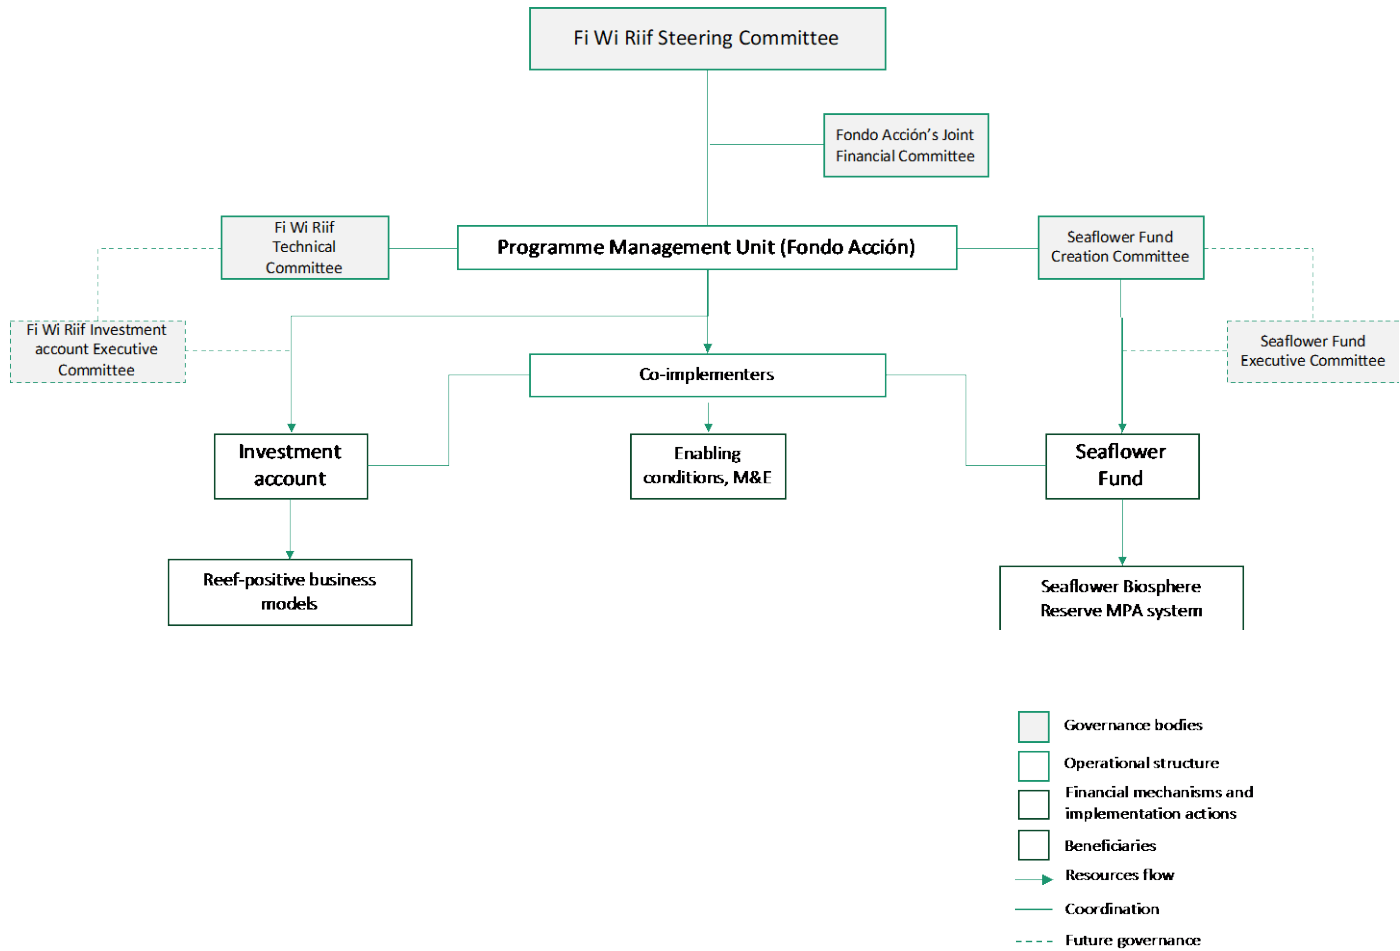 Fi Wi Riif Steering Committee
Fondo Acción's Joint
Financial Committee
Fi Wi Riif
Technical
Committee
Programme Management Unit (Fondo Acción)
Seaflower Fund
Creation Committee
Fi Wi Riif Investment
account Executive
Committee
Co-implementers
Seaflower Fund
Executive Committee
Investment
account
Enabling
conditions, M&E
Seaflower
Fund
Reef-positive business
models
Seaflower Biosphere
Reserve MPA system
Governance bodies
Operational structure
Financial mechanisms and
implementation actions
Beneficiaries
Resources flow
Coordination
Future governance